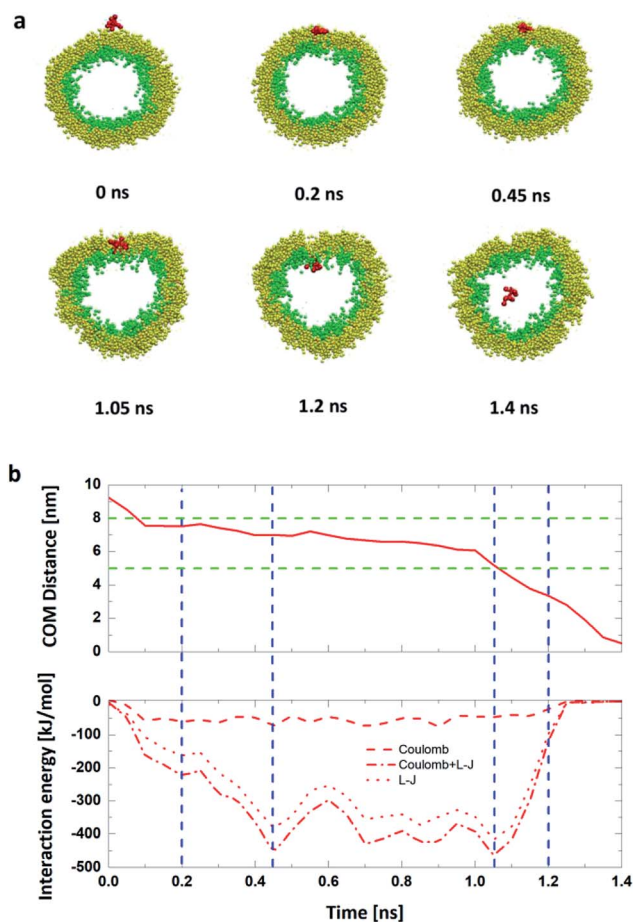 a
0 ns
0.2 ns
0.45 ns
1.05 ns
1.2 ns
1.4 ns
b
COM Distance [nm]
10
8
6
4
2
0
Interaction energy [kJ/mol]
0
-100
-200
-300
-400
-500
Coulomb
Coulomb+L-J
L-J
0.0 0.2 0.4 0.6 0.8 1.0 1.2 1.4
Time [ns]